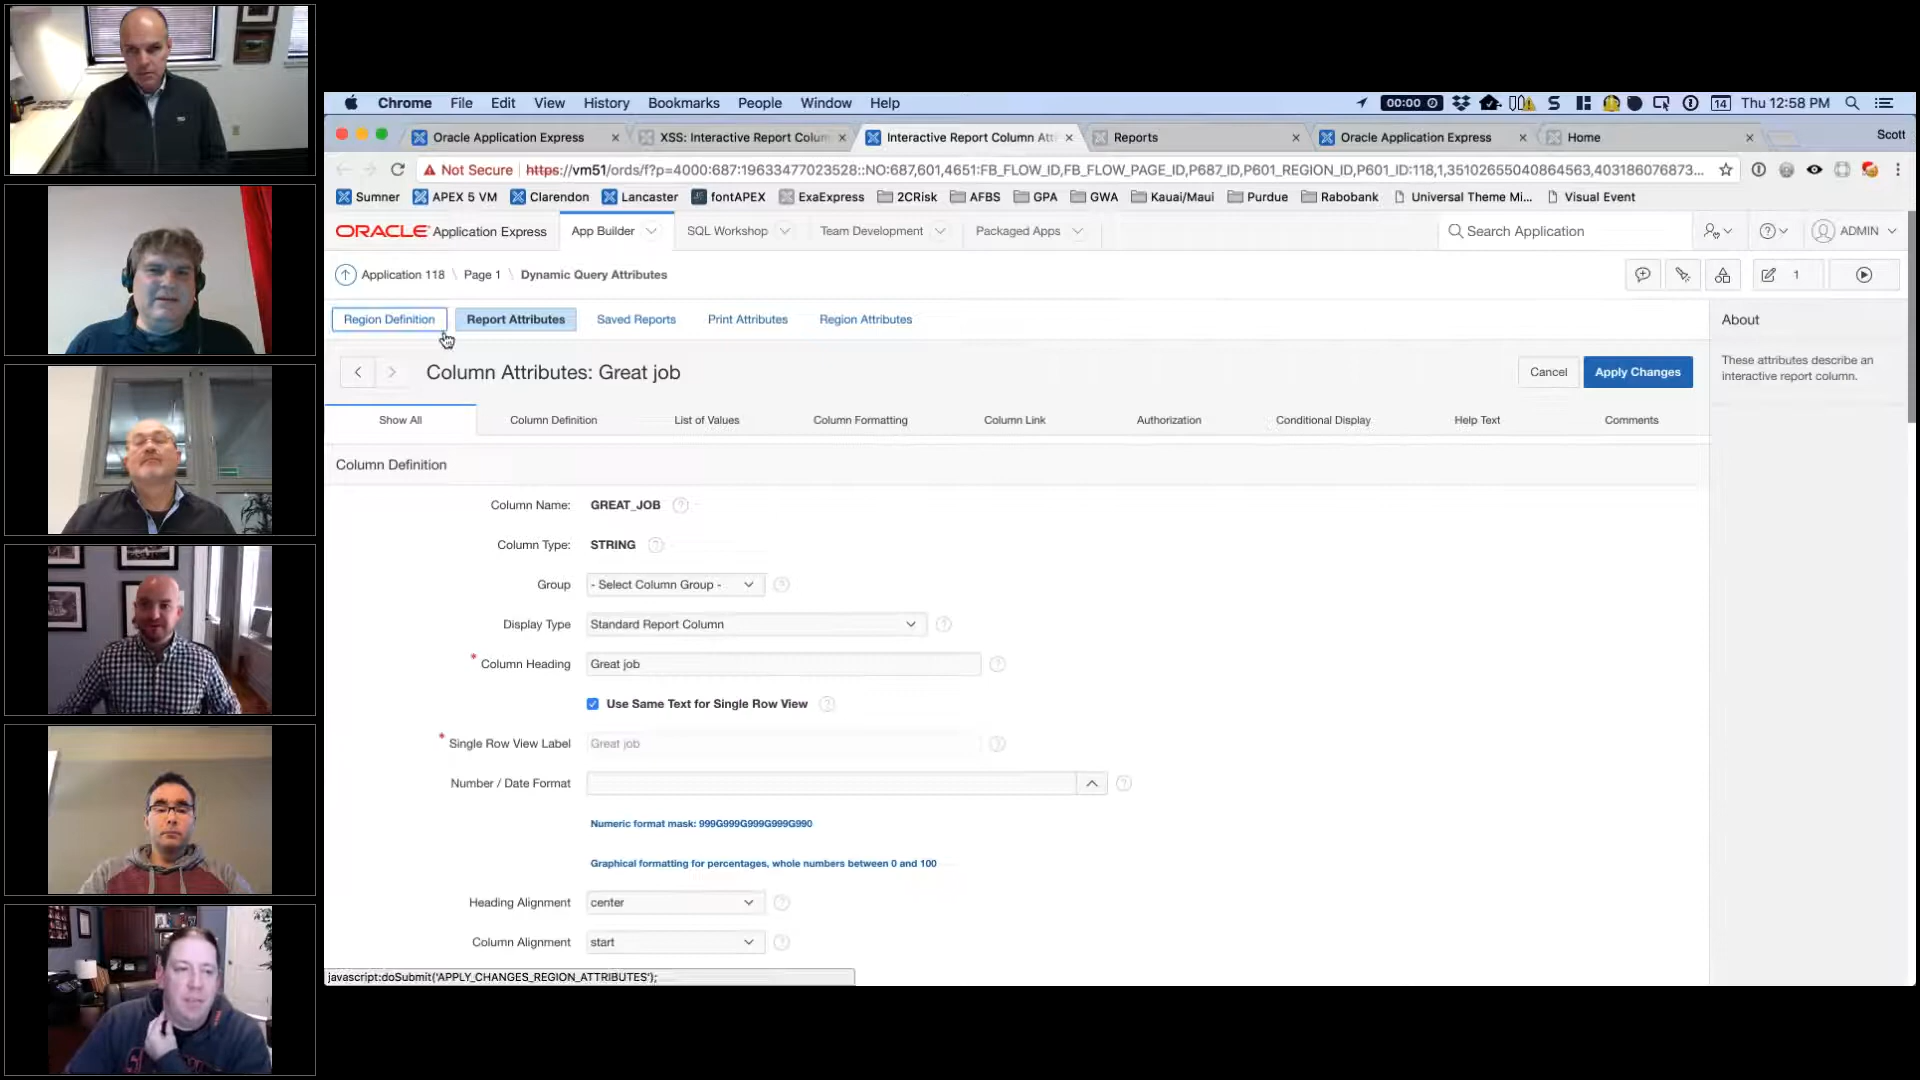 Chrome File Edit View History Bookmarks People Window Help
00:00
14 Thu 12:58 PM
Oracle Application Express
XSS: Interactive Report Colum
Interactive Report Column Att
Reports
Oracle Application Express
Home
Scott
Not Secure https://vm51/ords/f?p=4000:687:19633477023528::NO:687,601,4651:FB_FLOW_ID,FB_FLOW_PAGE_ID,P687_ID,P601_REGION_ID,P601_ID:118,1,35102655040864563,403186076873...
Sumner APEX 5 VM Clarendon Lancaster fontAPEX ExaExpress 2CRisk AFBS GPA GWA Kauai/Maui Purdue Rabobank Universal Theme Mi... Visual Event
ORACLE Application Express App Builder SQL Workshop Team Development Packaged Apps Search Application ADMIN
Application 118 \ Page 1 \ Dynamic Query Attributes
1
Region Definition Report Attributes Saved Reports Print Attributes Region Attributes
About
These attributes describe an
interactive report column.
Column Attributes: Great job
Cancel Apply Changes
Show All Column Definition List of Values Column Formatting Column Link Authorization Conditional Display Help Text Comments
Column Definition
Column Name: GREAT_JOB
Column Type: STRING
Group - Select Column Group -
Display Type Standard Report Column
* Column Heading Great job
Use Same Text for Single Row View
* Single Row View Label Great job
Number / Date Format
Numeric format mask: 999G999G999G999G990
Graphical formatting for percentages, whole numbers between 0 and 100
Heading Alignment center
Column Alignment start
javascript:doSubmit('APPLY_CHANGES_REGION_ATTRIBUTES');